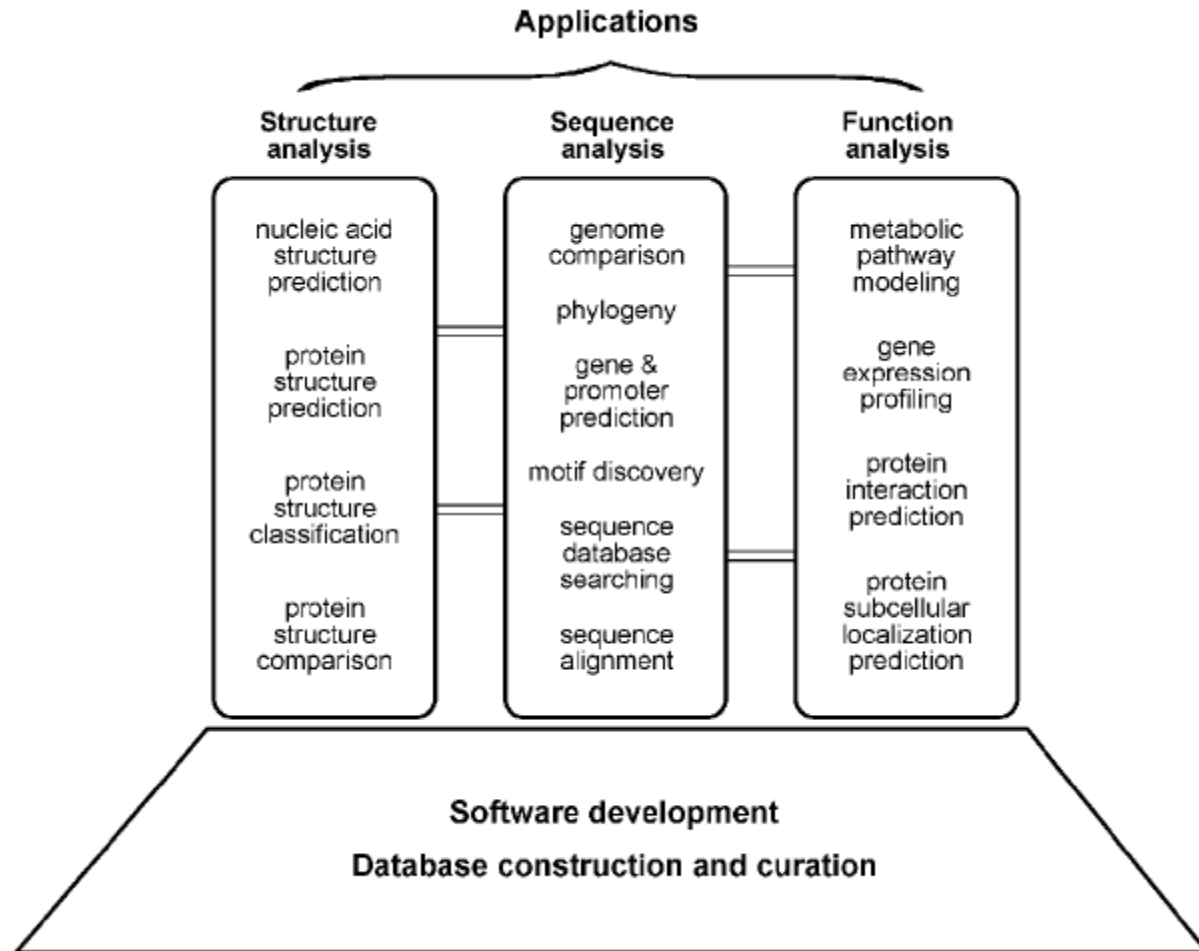 Applications
Structure
analysis
nucleic acid
structure
prediction
protein
structure
prediction
protein
structure
classification
protein
structure
comparison
Sequence
analysis
genome
comparison
phylogeny
gene &
promoter
prediction
motif discovery
sequence
database
searching
sequence
alignment
Function
analysis
metabolic
pathway
modeling
gene
expression
profiling
protein
interaction
prediction
protein
subcellular
localization
prediction
Software development
Database construction and curation